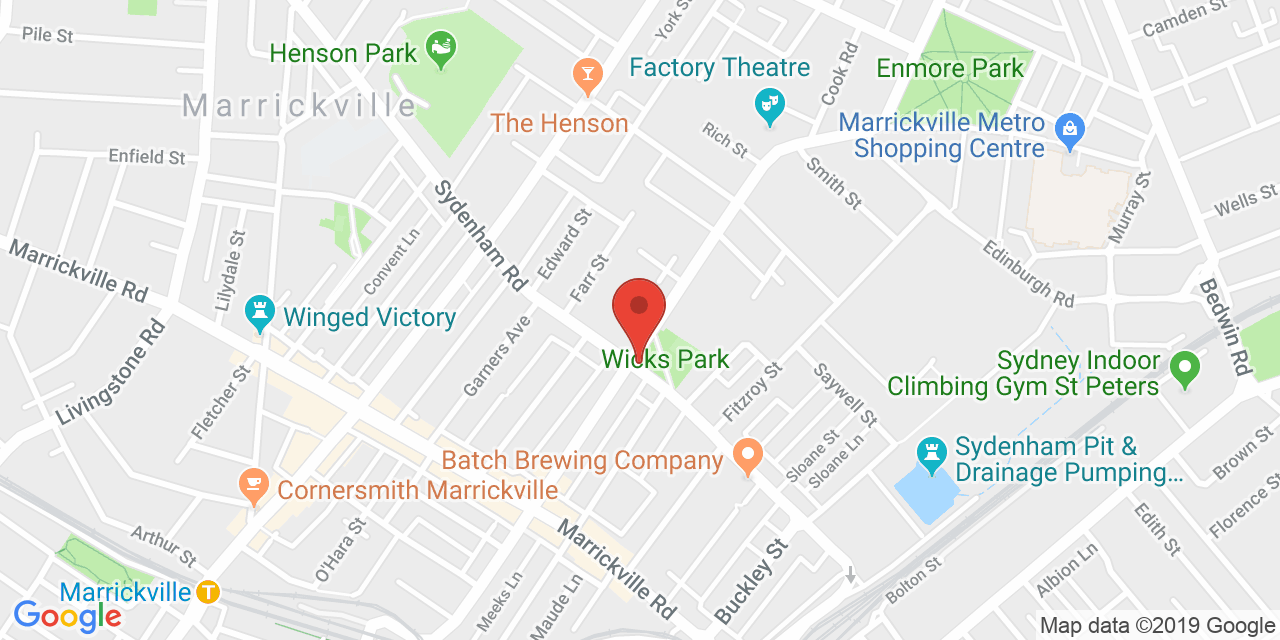 Pile St
York St
Camden St
Henson Park
Factory Theatre
Cook Rd
Enmore Park
Marrickville
The Henson
Rich St
Marrickville Metro
Shopping Centre
Enfield St
Smith St
Murray St
Wells St
Sydenham Rd
Edward St
Convent Ln
Lilydale St
Farr St
Edinburgh Rd
Marrickville Rd
Bedwin Rd
Winged Victory
Garners Ave
Livingstone Rd
Wicks Park
Sydney Indoor
Climbing Gym St Peters
Fletcher St
Fitzroy St
Saywell St
Batch Brewing Company
Sloane St
Sloane Ln
Sydenham Pit &
Drainage Pumping...
Brown St
Cornersmith Marrickville
Florence St
Arthur St
O'Hara St
Marrickville Rd
Buckley St
Edith St
Bolton St
Albion Ln
Meeks Ln
Maude Ln
Marrickville
T
Google
Map data ©2019 Google